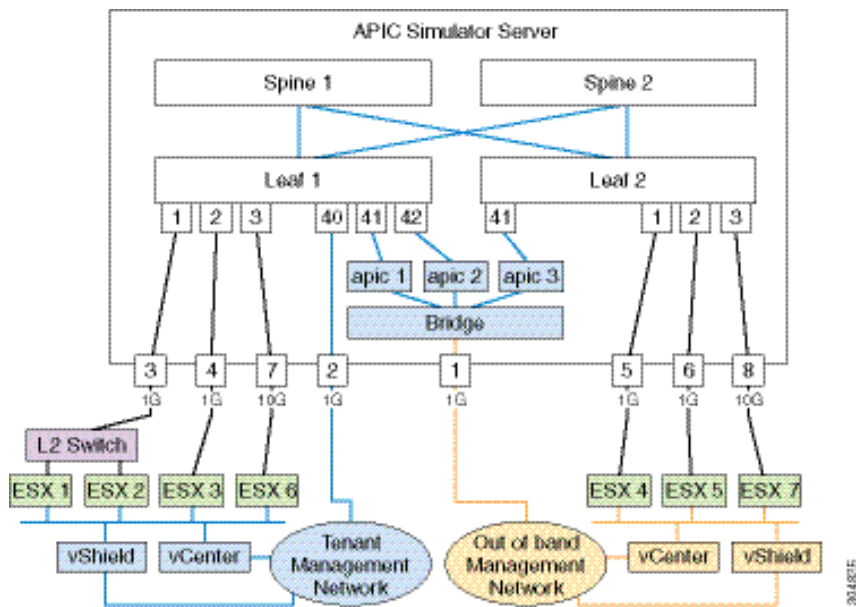 APIC Simulator Server
Spine 1
Spine 2
Leaf 1
Leaf 2
1
2
3
40
41
42
41
1
2
3
apic 1
apic 2
apic 3
Bridge
3
4
7
2
1
5
6
8
1G
1G
10G
1G
1G
1G
1G
10G
L2 Switch
ESX 1
ESX 2
ESX 3
ESX 6
ESX 4
ESX 5
ESX 7
vShield
vCenter
Tenant
Management
Network
Out of band
Management
Network
vCenter
vShield